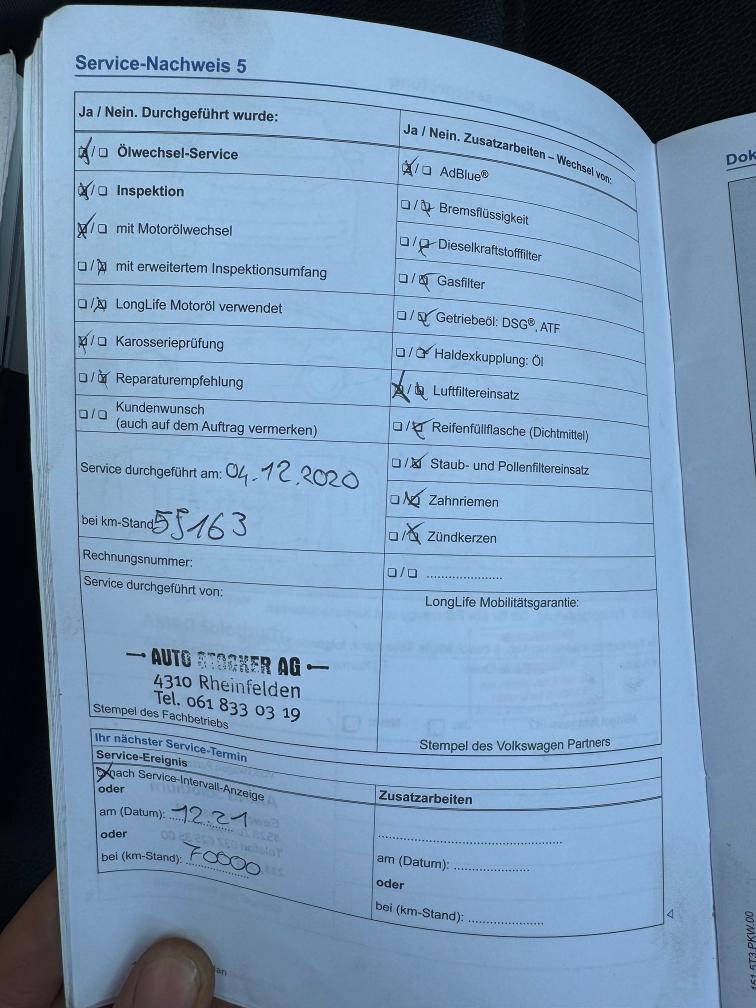 Service-Nachweis 5
Ja / Nein. Durchgeführt wurde:
☒/☐ Ölwechsel-Service
☒/☐ Inspektion
☒/☐ mit Motorölwechsel
☐/☒ mit erweitertem Inspektionsumfang
☐/☒ LongLife Motoröl verwendet
☒/☐ Karosserieprüfung
☐/☒ Reparaturempfehlung
☐/☐ Kundenwunsch
(auch auf dem Auftrag vermerken)
Service durchgeführt am: 04.12.2020
bei km-Stand 55163
Rechnungsnummer:
Service durchgeführt von:
AUTO STOCKER AG
4310 Rheinfelden
Tel. 061 833 03 19
Stempel des Fachbetriebs
Ja / Nein. Zusatzarbeiten – Wechsel von:
☒/☐ AdBlue®
☐/☒ Bremsflüssigkeit
☐/☒ Dieselkraftstofffilter
☐/☒ Gasfilter
☐/☒ Getriebeöl: DSG®, ATF
☐/☒ Haldexkupplung: Öl
☒/☒ Luftfiltereinsatz
☐/☒ Reifenfüllflasche (Dichtmittel)
☐/☒ Staub- und Pollenfiltereinsatz
☐/☒ Zahnriemen
☐/☒ Zündkerzen
☐/☐ ......................
LongLife Mobilitätsgarantie:
Stempel des Volkswagen Partners
Ihr nächster Service-Termin
Service-Ereignis
☒ nach Service-Intervall-Anzeige
oder
am (Datum): 12.21
oder
bei (km-Stand): 70000
Zusatzarbeiten
......................
am (Datum): ......................
oder
bei (km-Stand): ......................
Dok